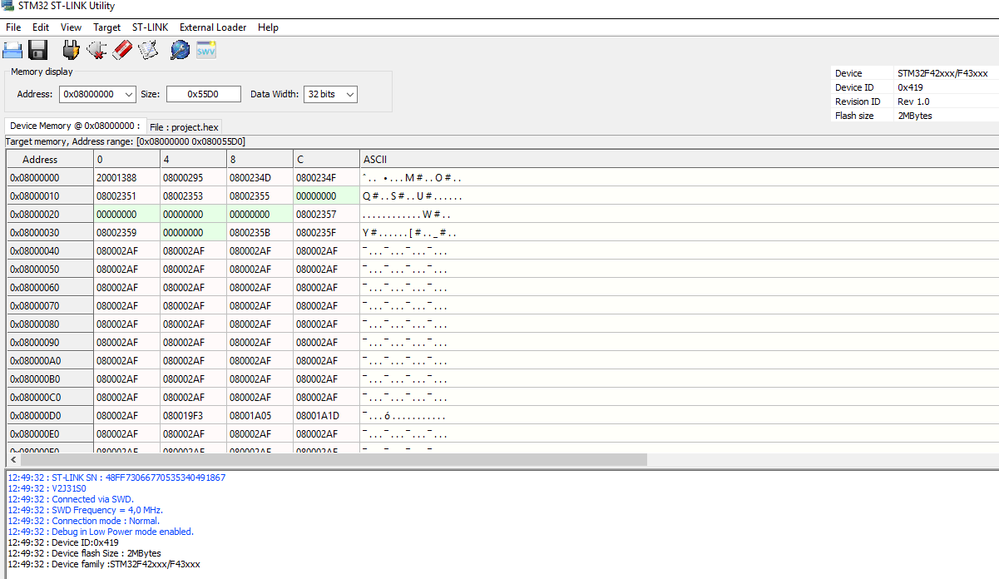 STM32 ST-LINK Utility
File Edit View Target ST-LINK External Loader Help
SWV
Memory display
Address: 0x08000000 Size: 0x55D0 Data Width: 32 bits
Device STM32F42xxx/F43xxx
Device ID 0x419
Revision ID Rev 1.0
Flash size 2MBytes
Device Memory @ 0x08000000 : File : project.hex
Target memory, Address range: [0x08000000 0x080055D0]
Address 0 4 8 C ASCII
0x08000000 20001388 08000295 0800234D 0800234F ˆ.. •...M#..O#..
0x08000010 08002351 08002353 08002355 00000000 Q#..S#..U#......
0x08000020 00000000 00000000 00000000 08002357 ............W#..
0x08000030 08002359 00000000 0800235B 0800235F Y#......[#.._#..
0x08000040 080002AF 080002AF 080002AF 080002AF ¯...¯...¯...¯...
0x08000050 080002AF 080002AF 080002AF 080002AF ¯...¯...¯...¯...
0x08000060 080002AF 080002AF 080002AF 080002AF ¯...¯...¯...¯...
0x08000070 080002AF 080002AF 080002AF 080002AF ¯...¯...¯...¯...
0x08000080 080002AF 080002AF 080002AF 080002AF ¯...¯...¯...¯...
0x08000090 080002AF 080002AF 080002AF 080002AF ¯...¯...¯...¯...
0x080000A0 080002AF 080002AF 080002AF 080002AF ¯...¯...¯...¯...
0x080000B0 080002AF 080002AF 080002AF 080002AF ¯...¯...¯...¯...
0x080000C0 080002AF 080002AF 080002AF 080002AF ¯...¯...¯...¯...
0x080000D0 080002AF 080019F3 08001A05 08001A1D ¯...ó...........
0x080000E0 080002AF 080002AF 080002AF 080002AF ¯...¯...¯...¯...
0x080000F0 080002AF 080002AF 080002AF 080002AF
12:49:32 : ST-LINK SN : 48FF73066770535340491867
12:49:32 : V2J31S0
12:49:32 : Connected via SWD.
12:49:32 : SWD Frequency = 4,0 MHz.
12:49:32 : Connection mode : Normal.
12:49:32 : Debug in Low Power mode enabled.
12:49:32 : Device ID:0x419
12:49:32 : Device flash Size : 2MBytes
12:49:32 : Device family :STM32F42xxx/F43xxx